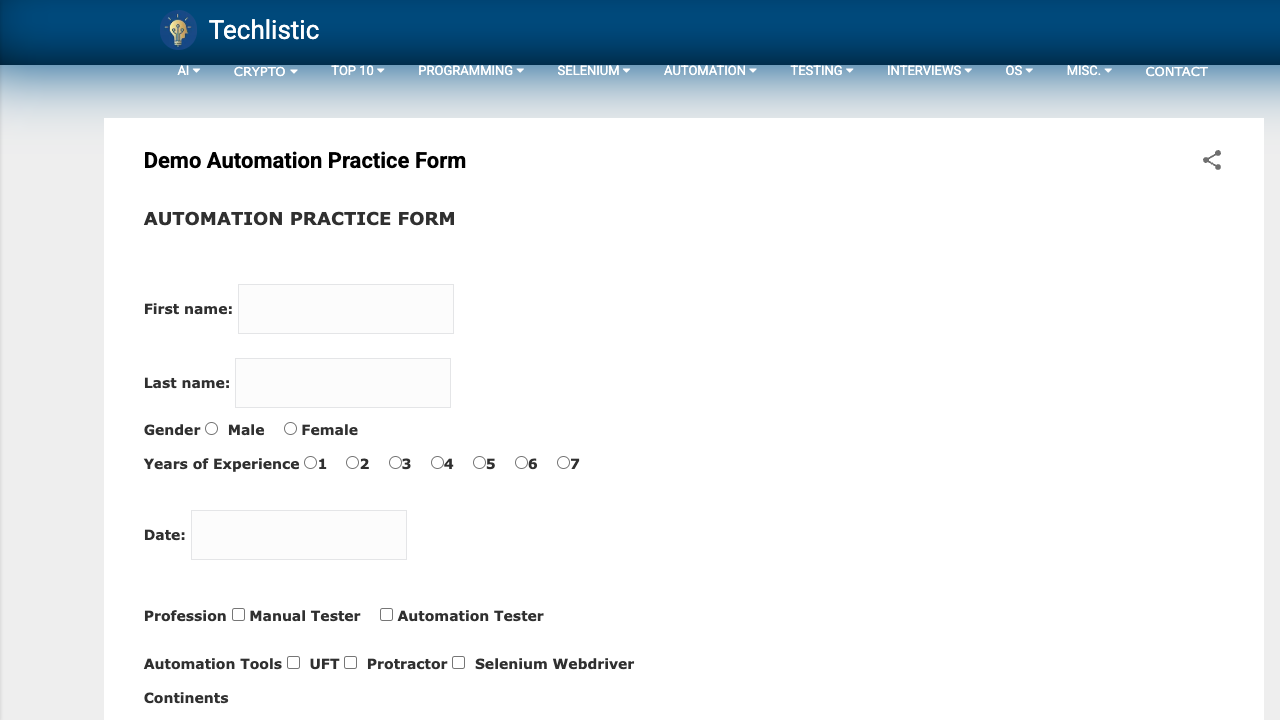 Techlistic
AI CRYPTO TOP 10 PROGRAMMING SELENIUM AUTOMATION TESTING INTERVIEWS OS MISC. CONTACT
Demo Automation Practice Form
AUTOMATION PRACTICE FORM
First name:
Last name:
Gender Male Female
Years of Experience 1 2 3 4 5 6 7
Date:
Profession Manual Tester Automation Tester
Automation Tools UFT Protractor Selenium Webdriver
Continents